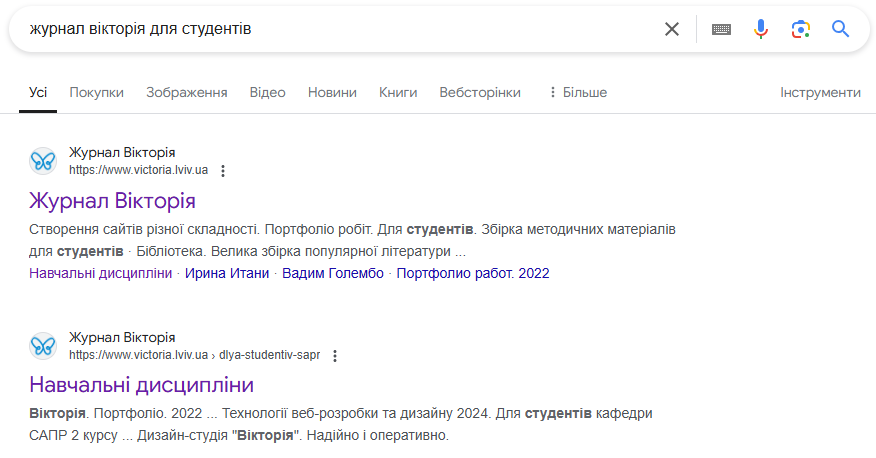 журнал вікторія для студентів
Усі Покупки Зображення Відео Новини Книги Вебсторінки Більше Інструменти
Журнал Вікторія
https://www.victoria.lviv.ua
Журнал Вікторія
Створення сайтів різної складності. Портфоліо робіт. Для студентів. Збірка методичних матеріалів
для студентів · Бібліотека. Велика збірка популярної літератури ...
Навчальні дисципліни · Ирина Итани · Вадим Голембо · Портфолио работ. 2022
Журнал Вікторія
https://www.victoria.lviv.ua › dlya-studentiv-sapr
Навчальні дисципліни
Вікторія. Портфоліо. 2022 ... Технології веб-розробки та дизайну 2024. Для студентів кафедри
САПР 2 курсу ... Дизайн-студія "Вікторія". Надійно і оперативно.